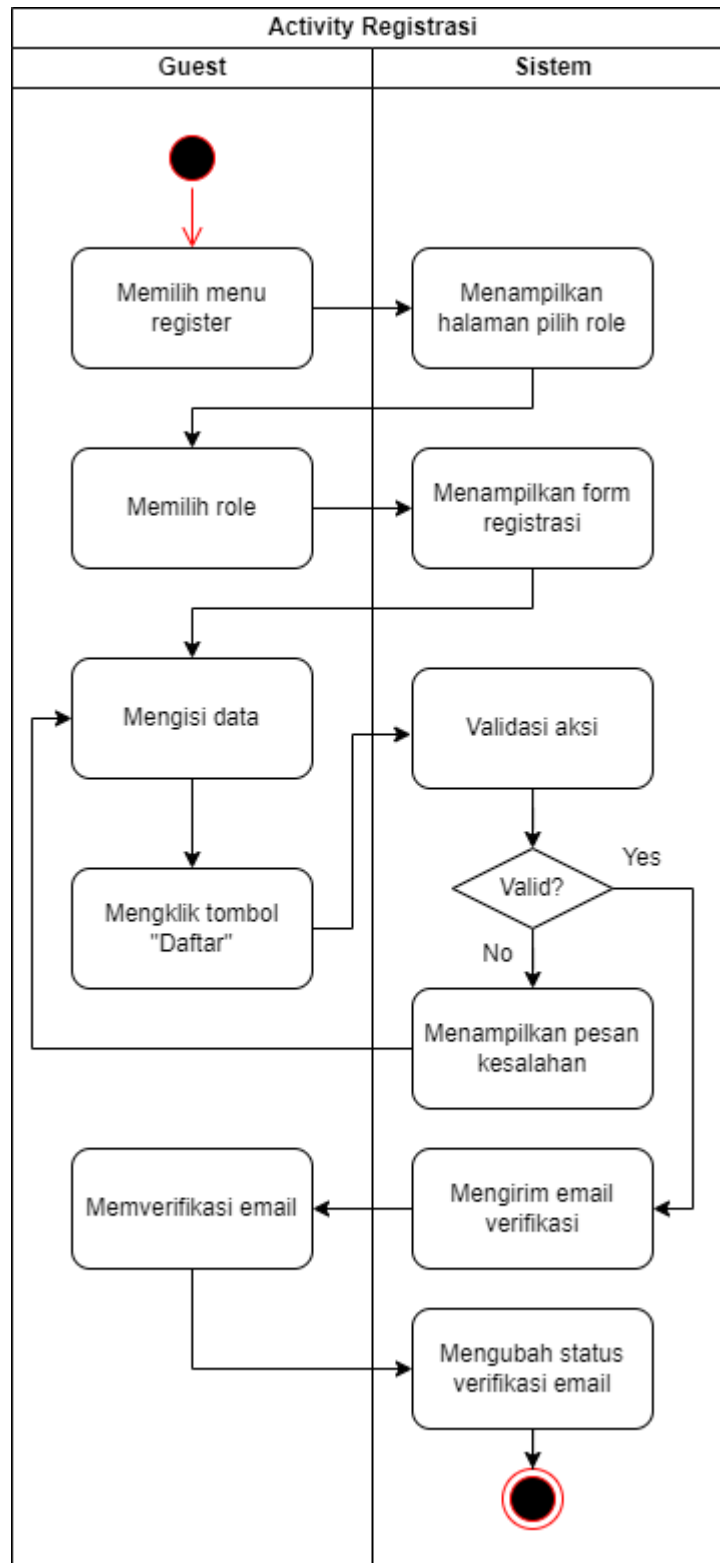 Activity Registrasi
Guest
Sistem
Memilih menu
register
Menampilkan
halaman pilih role
Memilih role
Menampilkan form
registrasi
Mengisi data
Validasi aksi
Valid?
Yes
Mengklik tombol
"Daftar"
No
Menampilkan pesan
kesalahan
Memverifikasi email
Mengirim email
verifikasi
Mengubah status
verifikasi email